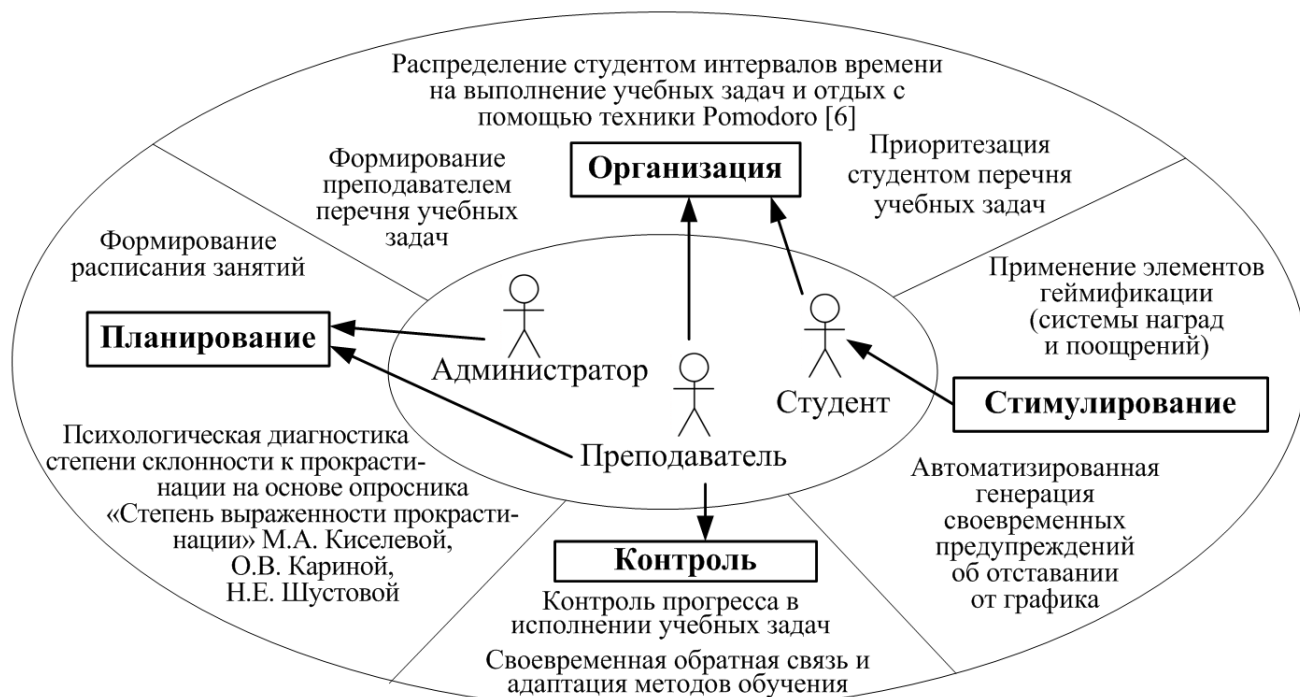 Распределение студентом интервалов времени
на выполнение учебных задач и отдых с
помощью техники Pomodoro [6]
Формирование
преподавателем
перечня учебных
задач
Организация
Приоритезация
студентом перечня
учебных задач
Формирование
расписания занятий
Планирование
Администратор
Преподаватель
Студент
Применение элементов
геймификации
(системы наград
и поощрений)
Стимулирование
Психологическая диагностика
степени склонности к прокрасти-
нации на основе опросника
«Степень выраженности прокрасти-
нации» М.А. Киселевой,
О.В. Кариной,
Н.Е. Шустовой
Контроль
Контроль прогресса в
исполнении учебных задач
Своевременная обратная связь и
адаптация методов обучения
Автоматизированная
генерация
своевременных
предупреждений
об отставании
от графика